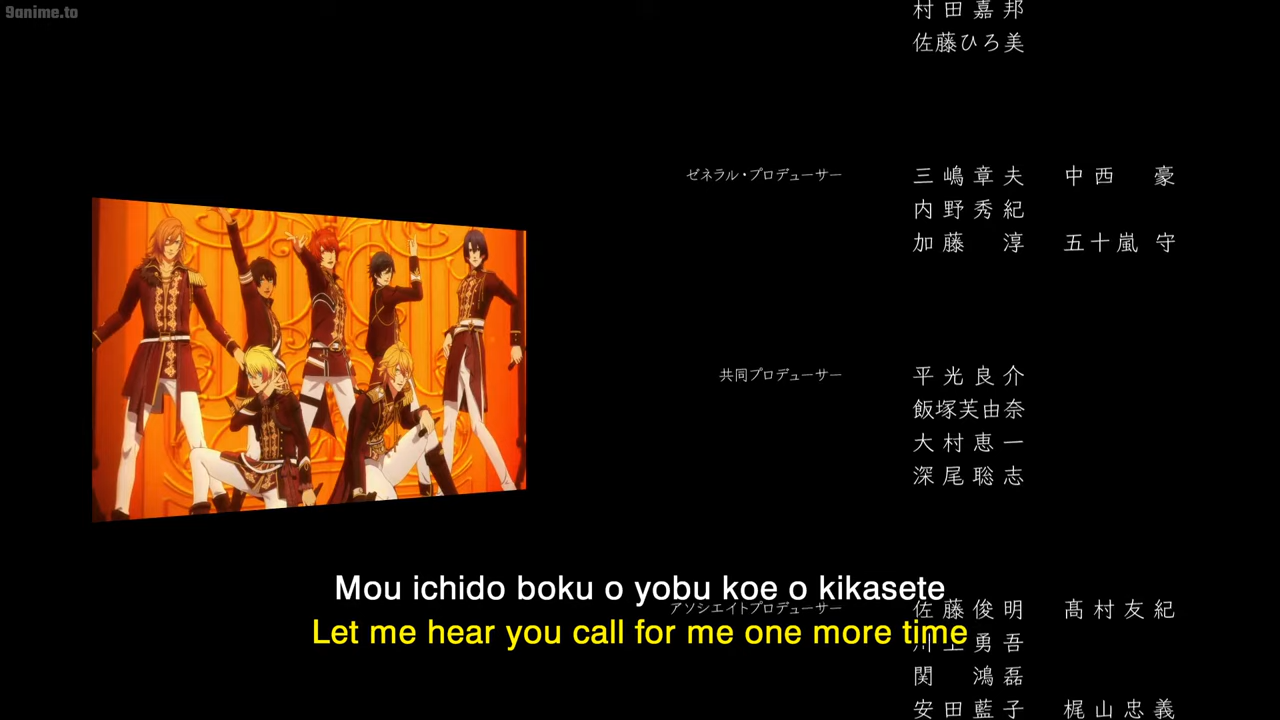 9anime.to
村田嘉邦
佐藤ひろ美
ゼネラル・プロデューサー 三嶋章夫 中西 豪
内野秀紀
加藤 淳 五十嵐 守
共同プロデューサー 平光良介
飯塚芙由奈
大村恵一
深尾聡志
Mou ichido boku o yobu koe o kikasete
アソシエイトプロデューサー 佐藤俊明 髙村友紀
Let me hear you call for me one more time
川上勇吾
関 鴻磊
安田藍子 梶山忠義